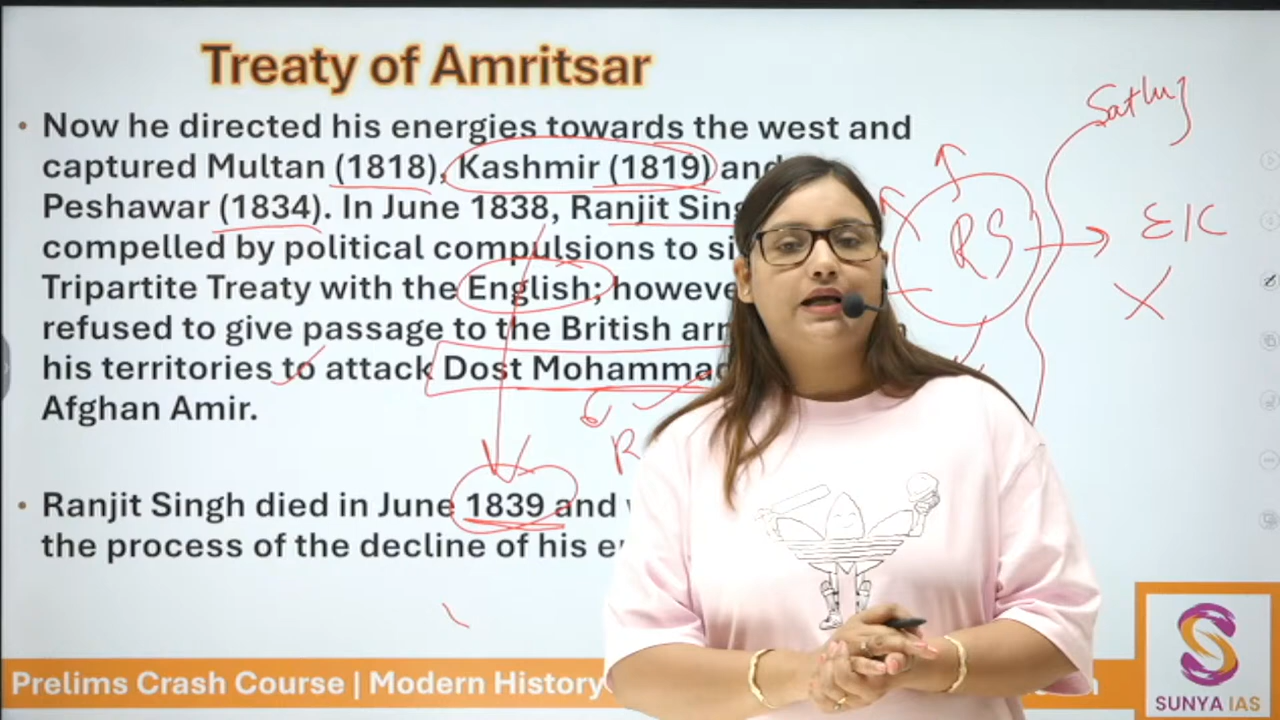 Treaty of Amritsar
• Now he directed his energies towards the west and
captured Multan (1818), Kashmir (1819) and
Peshawar (1834). In June 1838, Ranjit Sin
compelled by political compulsions to si
Tripartite Treaty with the English; howeve
refused to give passage to the British arm
his territories to attack Dost Mohammad
Afghan Amir.
• Ranjit Singh died in June 1839 and
the process of the decline of his e
RS
R
Prelims Crash Course | Modern History
SUNYA IAS